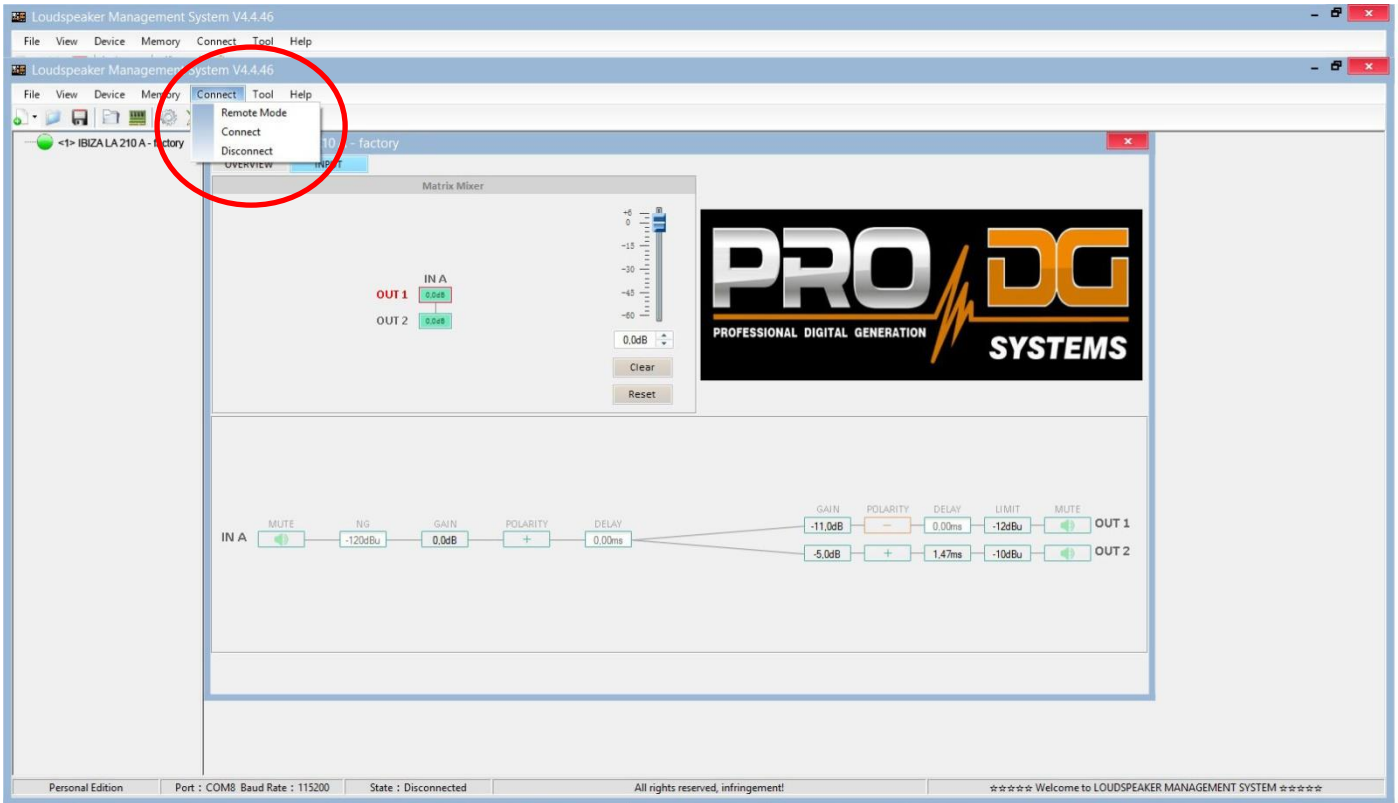 Loudspeaker Management System V4.4.46
File View Device Memory Connect Tool Help
Loudspeaker Management System V4.4.46
File View Device Memory Connect Tool Help
Remote Mode
Connect
Disconnect
<1> IBIZA LA 210 A - factory
10 - factory
OVERVIEW INPUT
Matrix Mixer
+6
0
-15
-30
-45
-60
IN A
OUT 1 0,0dB
OUT 2 0,0dB
0,0dB
Clear
Reset
PRO DG
PROFESSIONAL DIGITAL GENERATION
SYSTEMS
GAIN POLARITY DELAY LIMIT MUTE
-11,0dB − 0,00ms -12dBu OUT 1
MUTE NG GAIN POLARITY DELAY
IN A -120dBu 0,0dB + 0,00ms
-5,0dB + 1,47ms -10dBu OUT 2
Personal Edition Port : COM8 Baud Rate : 115200 State : Disconnected All rights reserved, infringement! ☆☆☆☆☆ Welcome to LOUDSPEAKER MANAGEMENT SYSTEM ☆☆☆☆☆